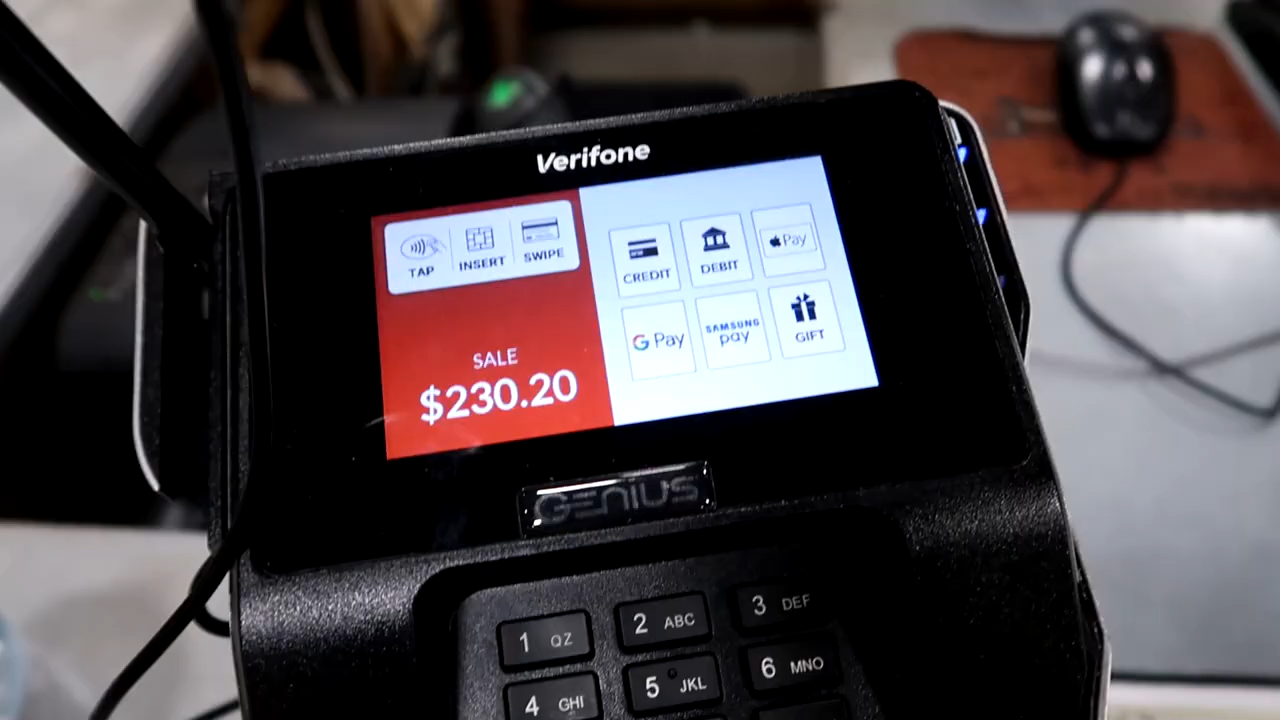 Verifone
TAP INSERT SWIPE
SALE
$230.20
CREDIT DEBIT Pay
G Pay SAMSUNG pay GIFT
GENIUS
1 QZ 2 ABC 3 DEF
4 GHI 5 JKL 6 MNO